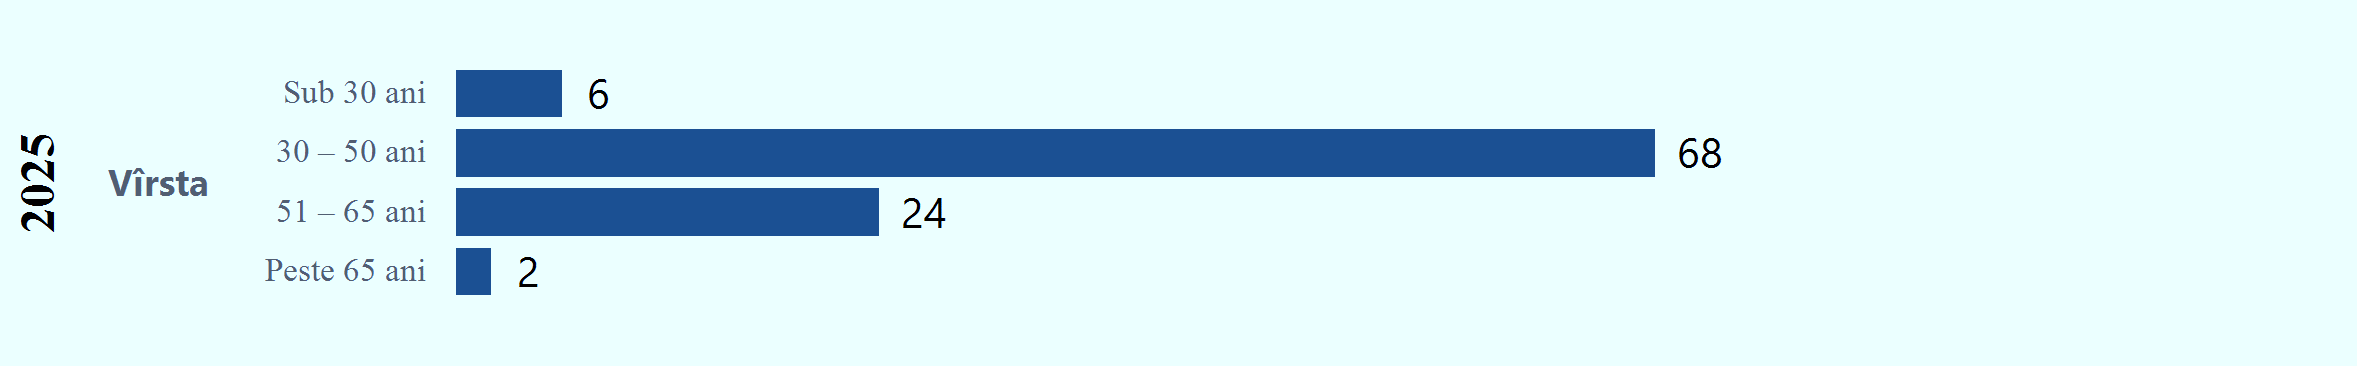 2025
Vîrsta
Sub 30 ani 6
30 – 50 ani 68
51 – 65 ani 24
Peste 65 ani 2